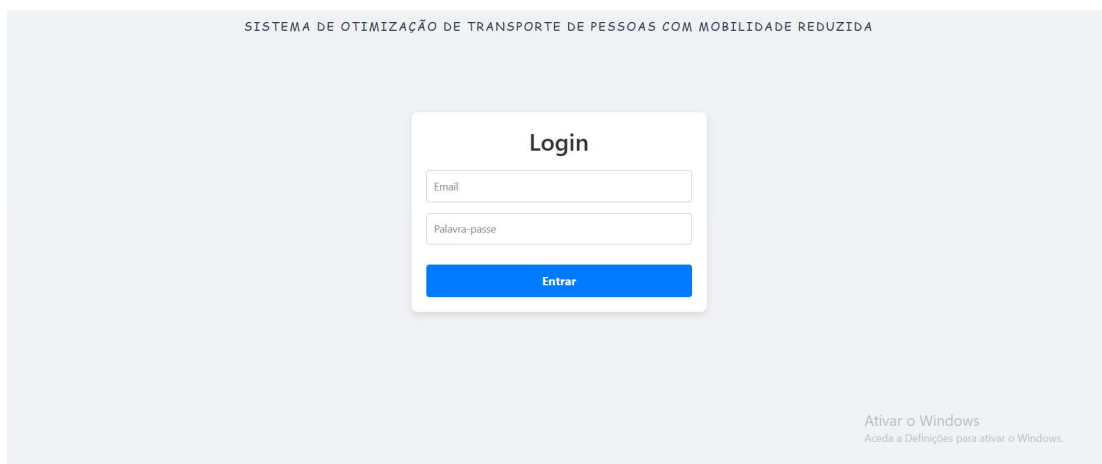 SISTEMA DE OTIMIZAÇÃO DE TRANSPORTE DE PESSOAS COM MOBILIDADE REDUZIDA
Login
Email
Palavra-passe
Entrar
Ativar o Windows
Aceda a Definições para ativar o Windows.